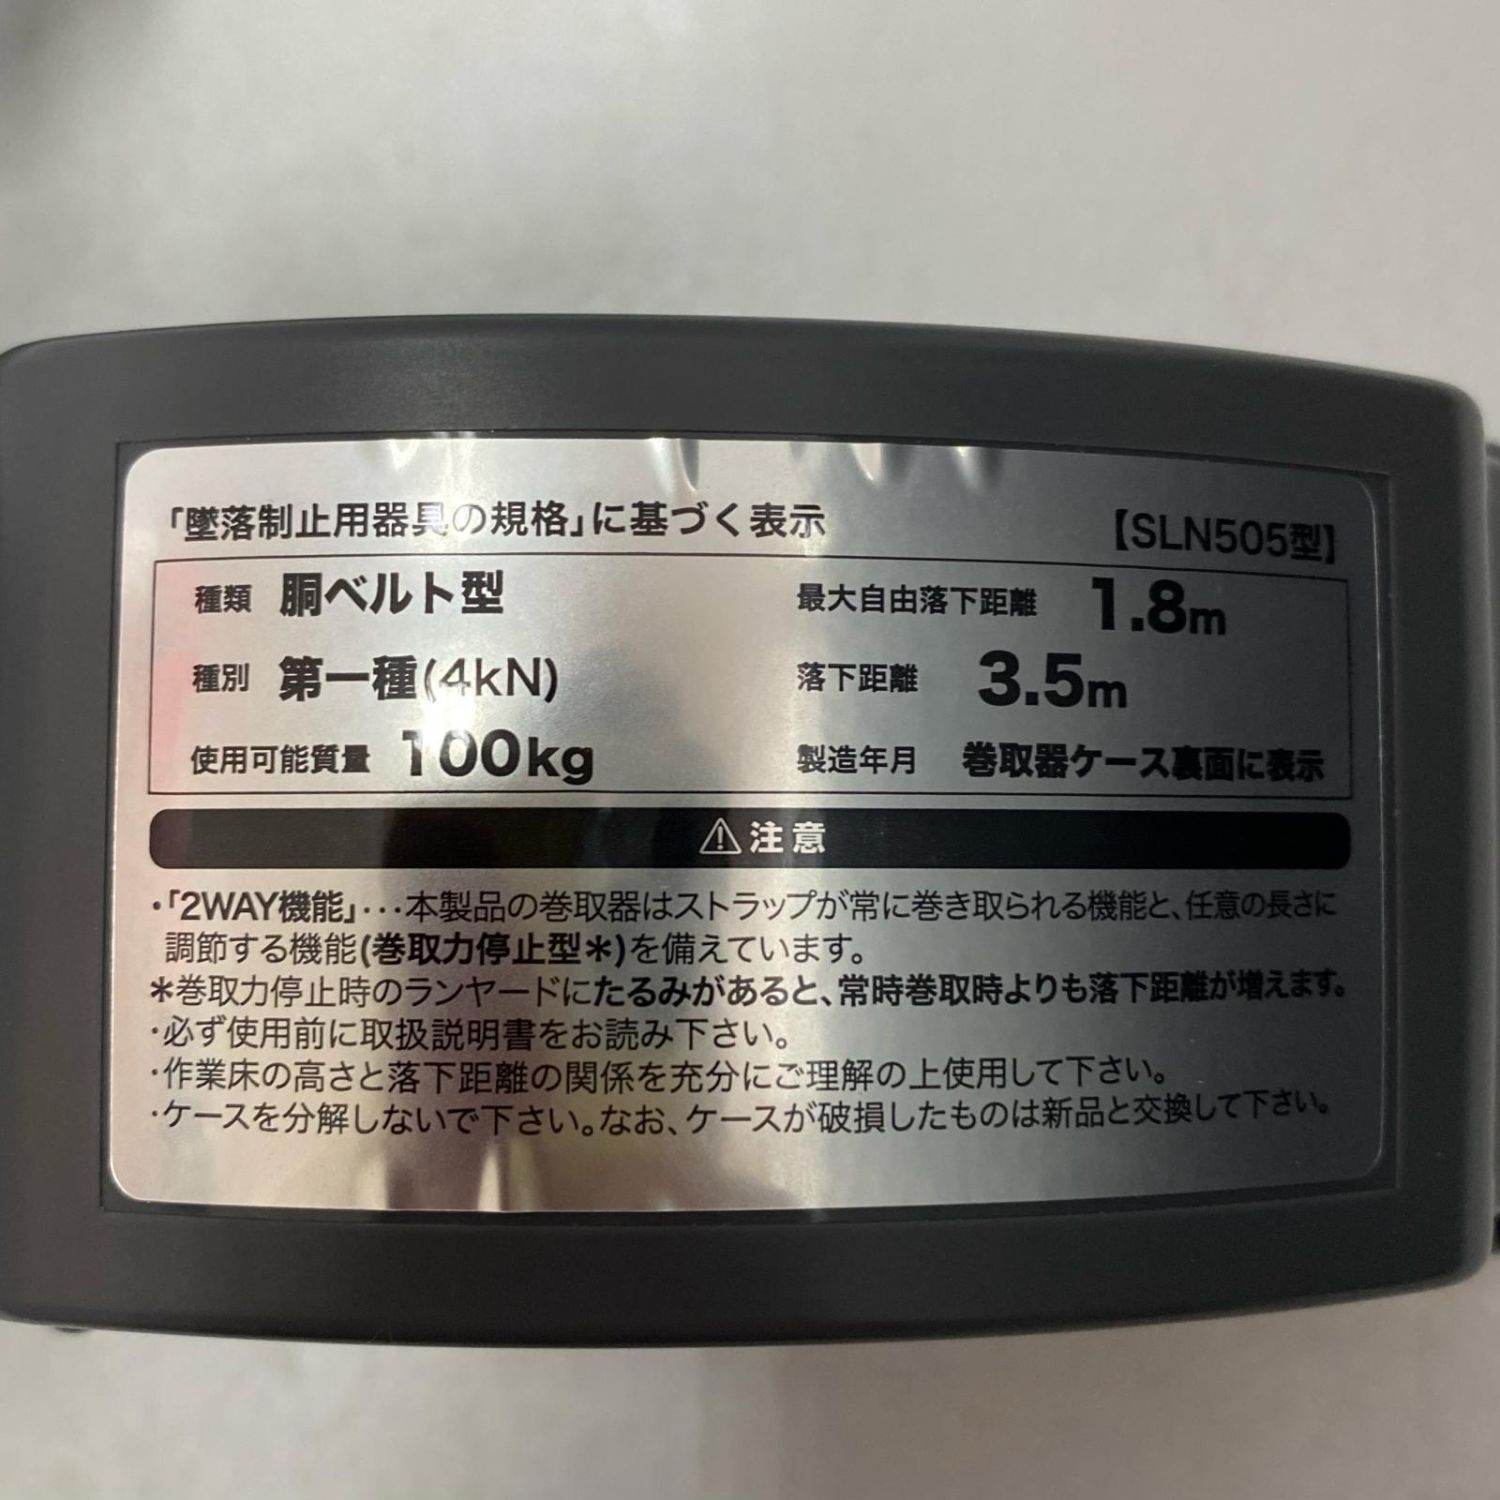 「墜落制止用器具の規格」に基づく表示
【SLN505型】
種類 胴ベルト型
最大自由落下距離 1.8m
種別 第一種(4kN)
落下距離 3.5m
使用可能質量 100kg
製造年月 巻取器ケース裏面に表示
⚠注意
・「2WAY機能」･･･本製品の巻取器はストラップが常に巻き取られる機能と、任意の長さに
調節する機能(巻取力停止型＊)を備えています。
＊巻取力停止時のランヤードにたるみがあると、常時巻取時よりも落下距離が増えます。
・必ず使用前に取扱説明書をお読み下さい。
・作業床の高さと落下距離の関係を充分にご理解の上使用して下さい。
・ケースを分解しないで下さい。なお、ケースが破損したものは新品と交換して下さい。